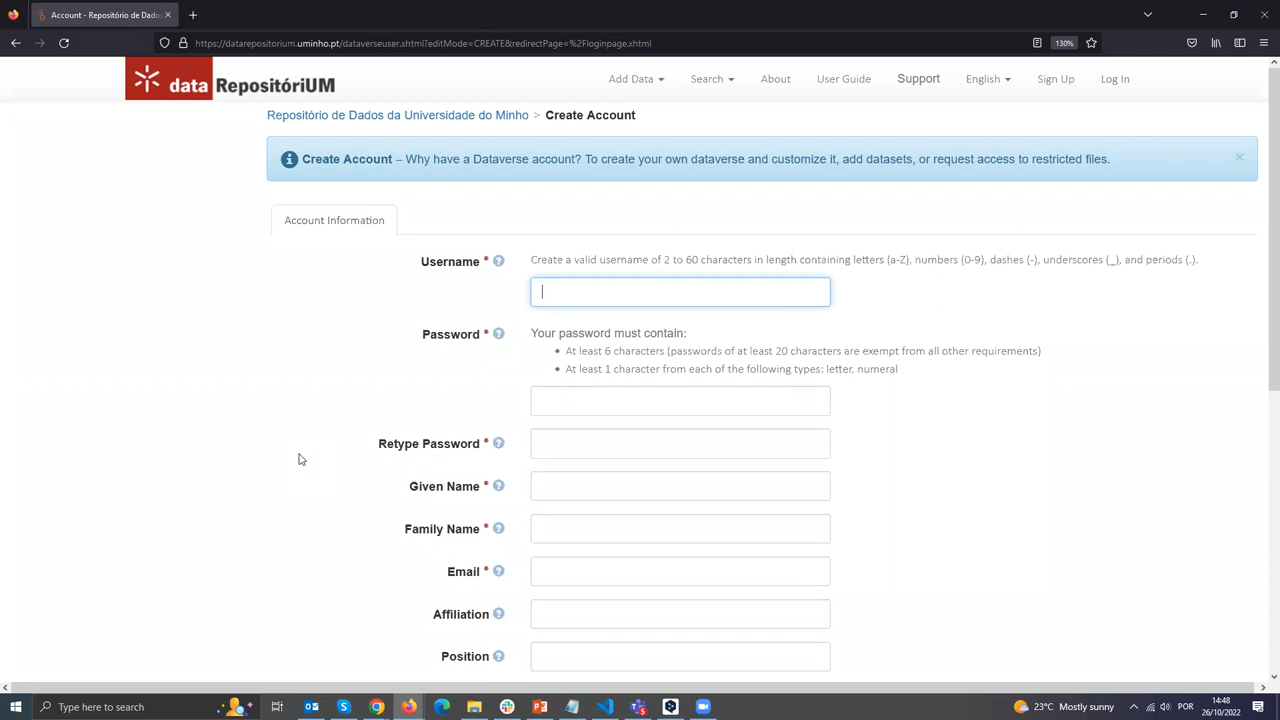 Account - Repositório de Dados
https://datarepositorium.uminho.pt/dataverseuser.xhtml?editMode=CREATE&redirectPage=%2Floginpage.xhtml
130%
data RepositóriUM
Add Data
Search
About
User Guide
Support
English
Sign Up
Log In
Repositório de Dados da Universidade do Minho > Create Account
Create Account – Why have a Dataverse account? To create your own dataverse and customize it, add datasets, or request access to restricted files.
Account Information
Username *
Create a valid username of 2 to 60 characters in length containing letters (a-Z), numbers (0-9), dashes (-), underscores (_), and periods (.).
Password *
Your password must contain:
• At least 6 characters (passwords of at least 20 characters are exempt from all other requirements)
• At least 1 character from each of the following types: letter, numeral
Retype Password *
Given Name *
Family Name *
Email *
Affiliation
Position
Type here to search
23°C Mostly sunny
POR
14:48
26/10/2022